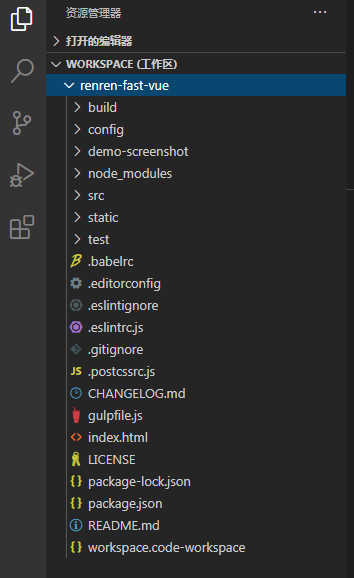 资源管理器
打开的编辑器
WORKSPACE (工作区)
renren-fast-vue
build
config
demo-screenshot
node_modules
src
static
test
.babelrc
.editorconfig
.eslintignore
.eslintrc.js
.gitignore
.postcssrc.js
CHANGELOG.md
gulpfile.js
index.html
LICENSE
package-lock.json
package.json
README.md
workspace.code-workspace